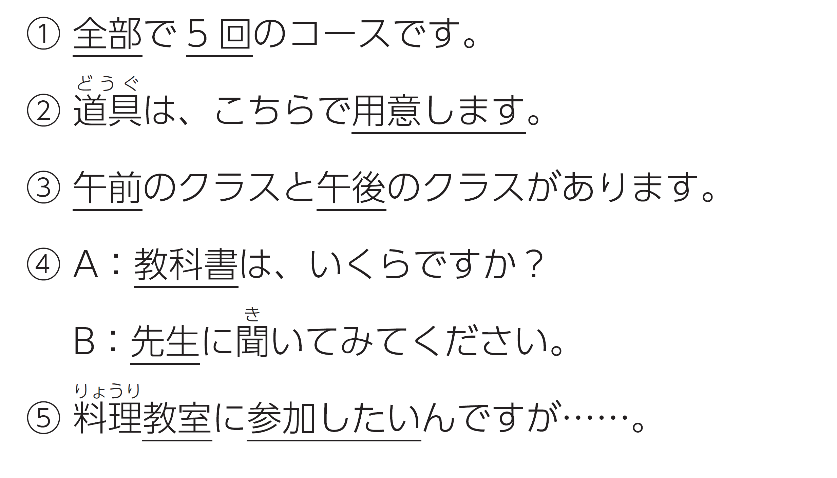 ① 全部で5回のコースです。
どうぐ
② 道具は、こちらで用意します。
③ 午前のクラスと午後のクラスがあります。
④ A：教科書は、いくらですか？
き
B：先生に聞いてみてください。
りょうり
⑤ 料理教室に参加したいんですが……。